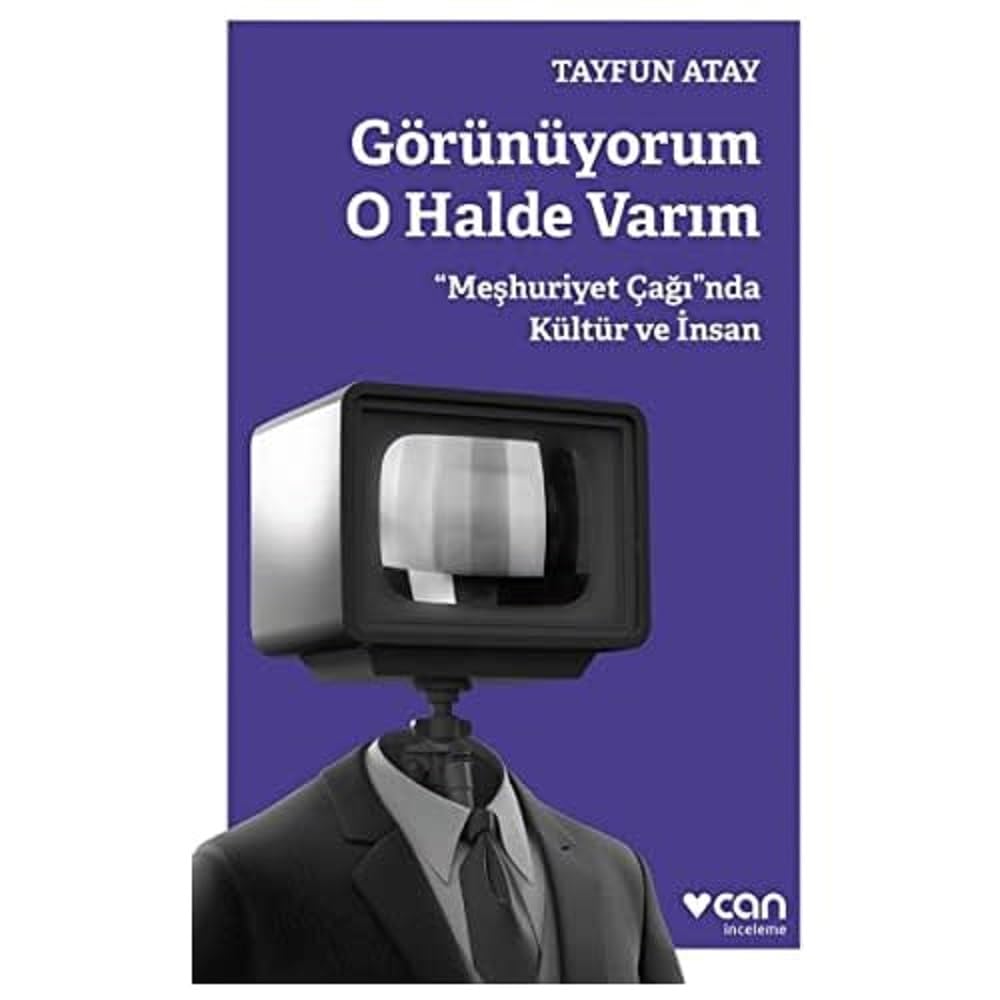 TAYFUN ATAY
Görünüyorum
O Halde Varım
“Meşhuriyet Çağı”nda
Kültür ve İnsan
can
inceleme